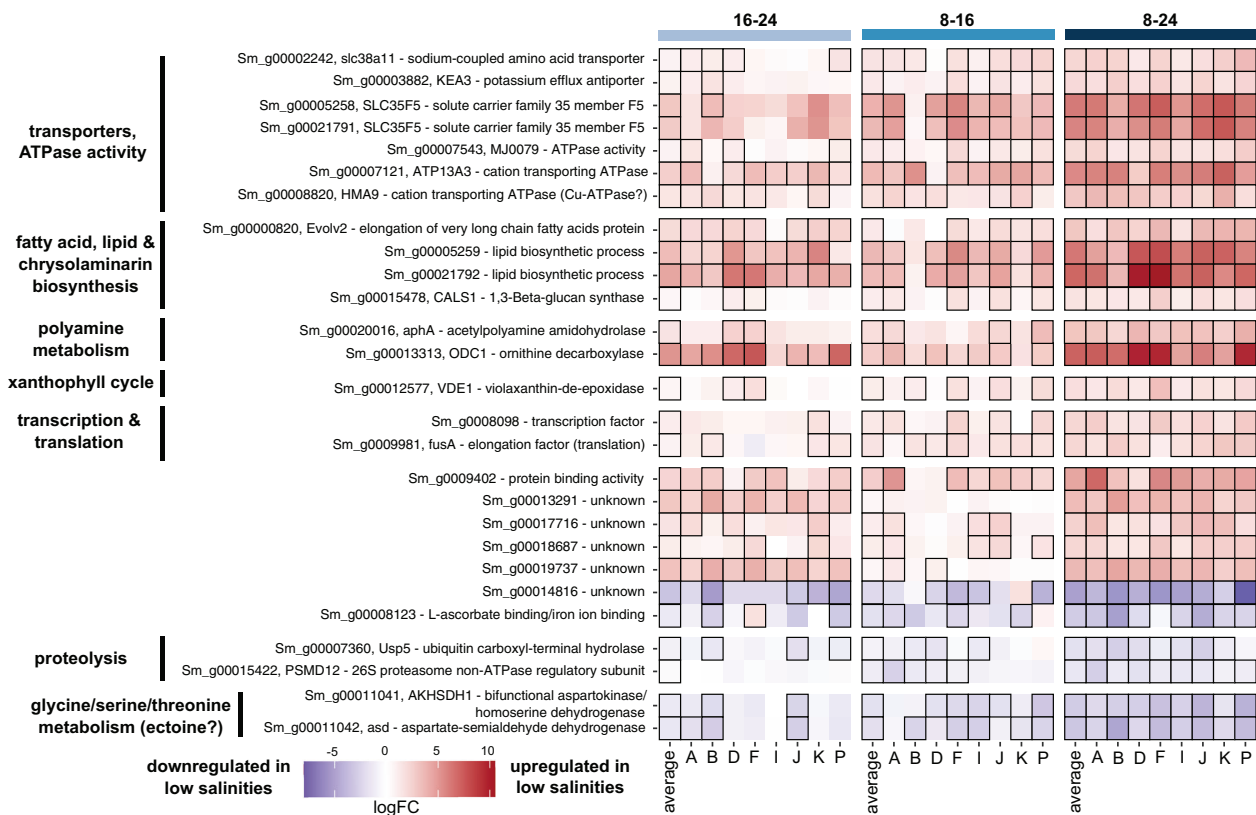 16-24 8-16 8-24
transporters,
ATPase activity
Sm_g00002242, slc38a11 - sodium-coupled amino acid transporter
Sm_g00003882, KEA3 - potassium efflux antiporter
Sm_g00005258, SLC35F5 - solute carrier family 35 member F5
Sm_g00021791, SLC35F5 - solute carrier family 35 member F5
Sm_g00007543, MJ0079 - ATPase activity
Sm_g00007121, ATP13A3 - cation transporting ATPase
Sm_g00008820, HMA9 - cation transporting ATPase (Cu-ATPase?)
fatty acid, lipid &
chrysolaminarin
biosynthesis
Sm_g00000820, Evolv2 - elongation of very long chain fatty acids protein
Sm_g00005259 - lipid biosynthetic process
Sm_g00021792 - lipid biosynthetic process
Sm_g00015478, CALS1 - 1,3-Beta-glucan synthase
polyamine
metabolism
Sm_g00020016, aphA - acetylpolyamine amidohydrolase
Sm_g00013313, ODC1 - ornithine decarboxylase
xanthophyll cycle
Sm_g00012577, VDE1 - violaxanthin-de-epoxidase
transcription &
translation
Sm_g0008098 - transcription factor
Sm_g0009981, fusA - elongation factor (translation)
Sm_g0009402 - protein binding activity
Sm_g00013291 - unknown
Sm_g00017716 - unknown
Sm_g00018687 - unknown
Sm_g00019737 - unknown
Sm_g00014816 - unknown
Sm_g00008123 - L-ascorbate binding/iron ion binding
proteolysis
Sm_g00007360, Usp5 - ubiquitin carboxyl-terminal hydrolase
Sm_g00015422, PSMD12 - 26S proteasome non-ATPase regulatory subunit
glycine/serine/threonine
metabolism (ectoine?)
Sm_g00011041, AKHSDH1 - bifunctional aspartokinase/
homoserine dehydrogenase
Sm_g00011042, asd - aspartate-semialdehyde dehydrogenase
average A B D F I J K P average A B D F I J K P average A B D F I J K P
-5 0 5 10
downregulated in
low salinities
upregulated in
low salinities
logFC